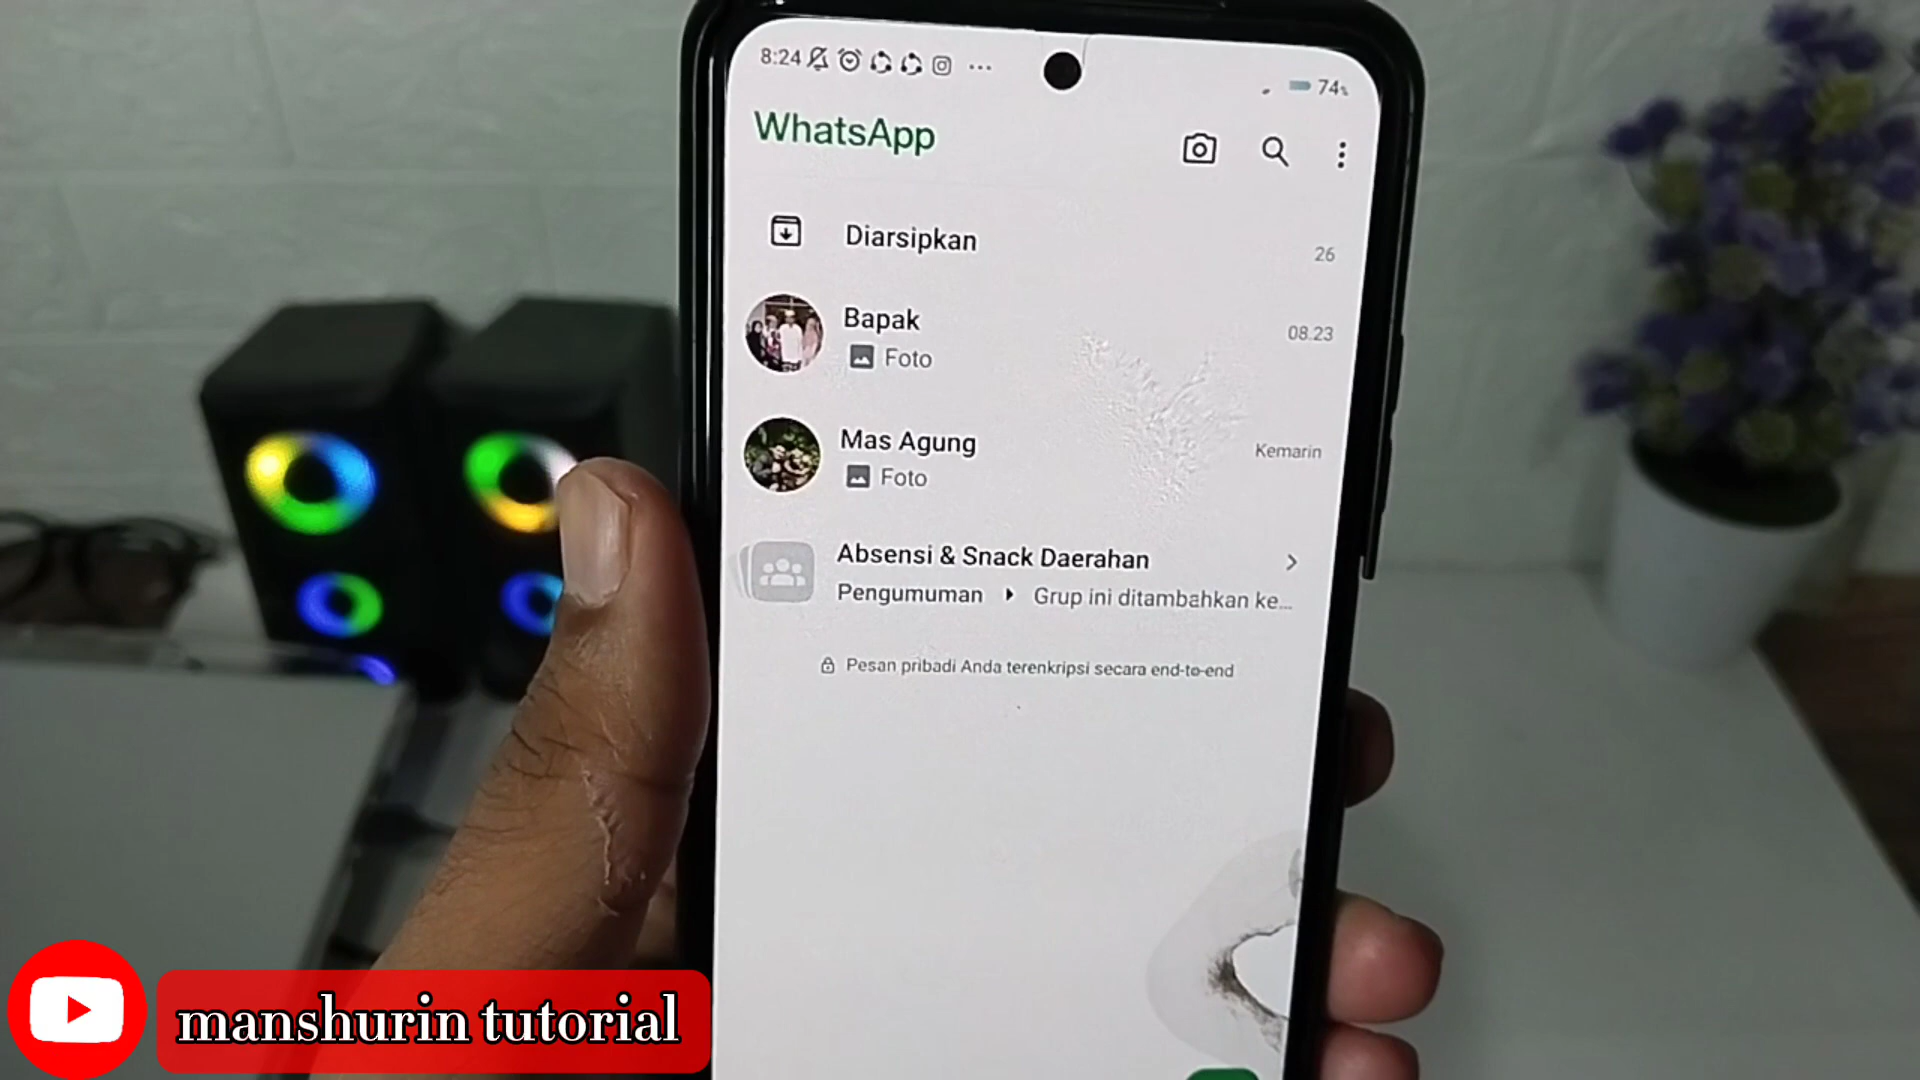 8:24
74%
WhatsApp
Diarsipkan
26
Bapak
08.23
Foto
Mas Agung
Kemarin
Foto
Absensi & Snack Daerahan
Pengumuman Grup ini ditambahkan ke...
Pesan pribadi Anda terenkripsi secara end-to-end
manshurin tutorial